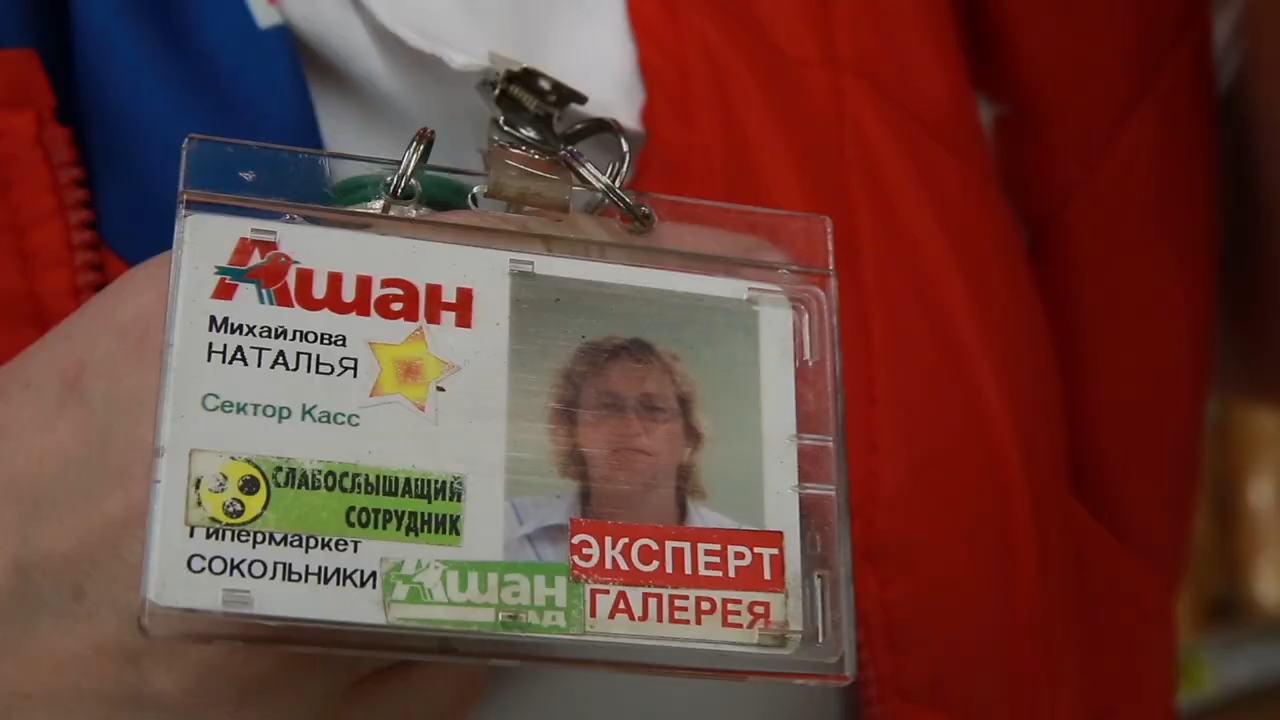 Ашан
Михайлова
НАТАЛЬЯ
Сектор Касс
СЛАБОСЛЫШАЩИЙ
СОТРУДНИК
Гипермаркет
СОКОЛЬНИКИ
Ашан
ЭКСПЕРТ
ГАЛЕРЕЯ